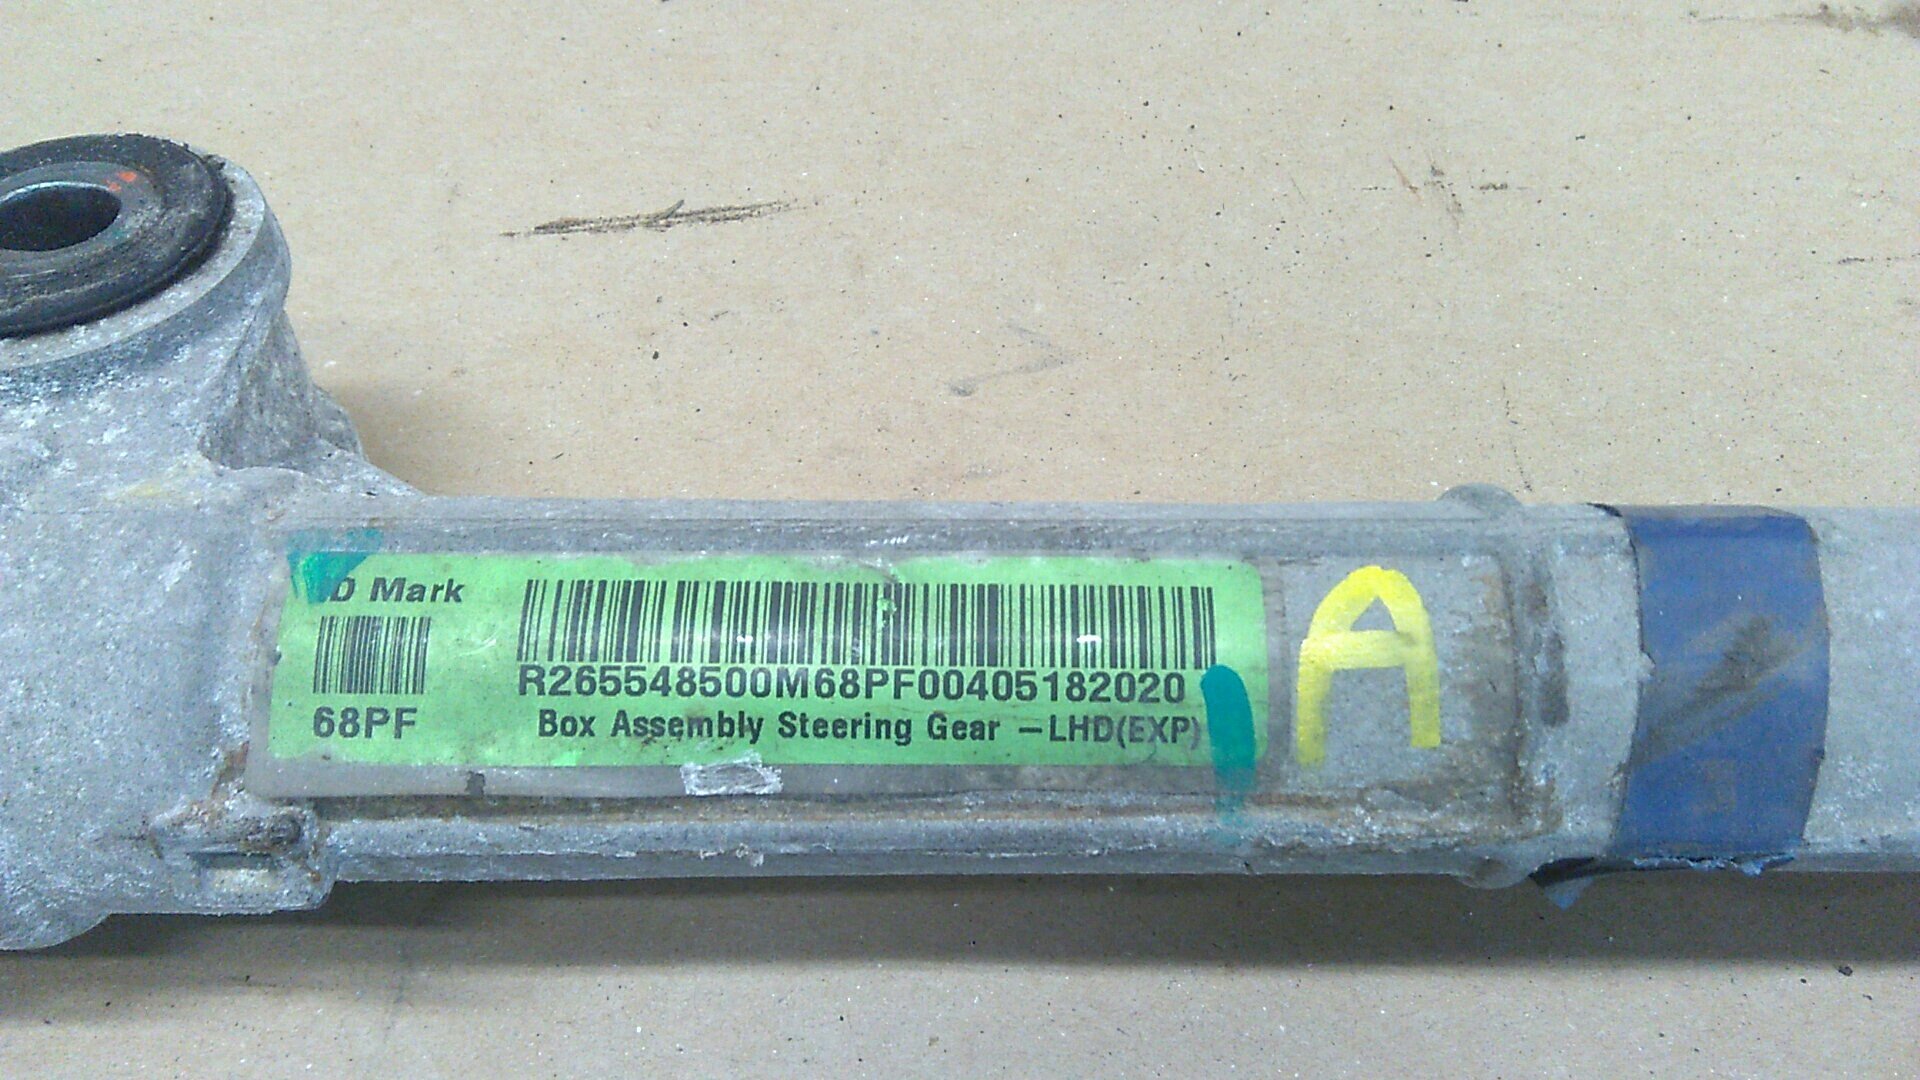 D Mark
R265548500M68PF00405182020
68PF
Box Assembly Steering Gear -LHD(EXP)
A